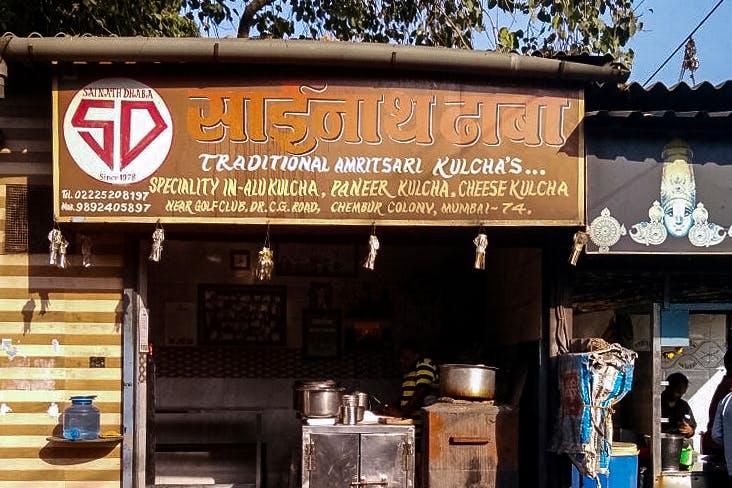 SAINATH DHABA
SD
Since 1978
साईनाथ ढाबा
TRADITIONAL AMRITSARI KULCHA'S...
SPECIALITY IN-ALU KULCHA, PANEER KULCHA, CHEESE KULCHA
Tel. 02225208197
Mob. 9892405897
NEAR GOLF CLUB, DR. C.G. ROAD, CHEMBUR COLONY, MUMBAI-74.